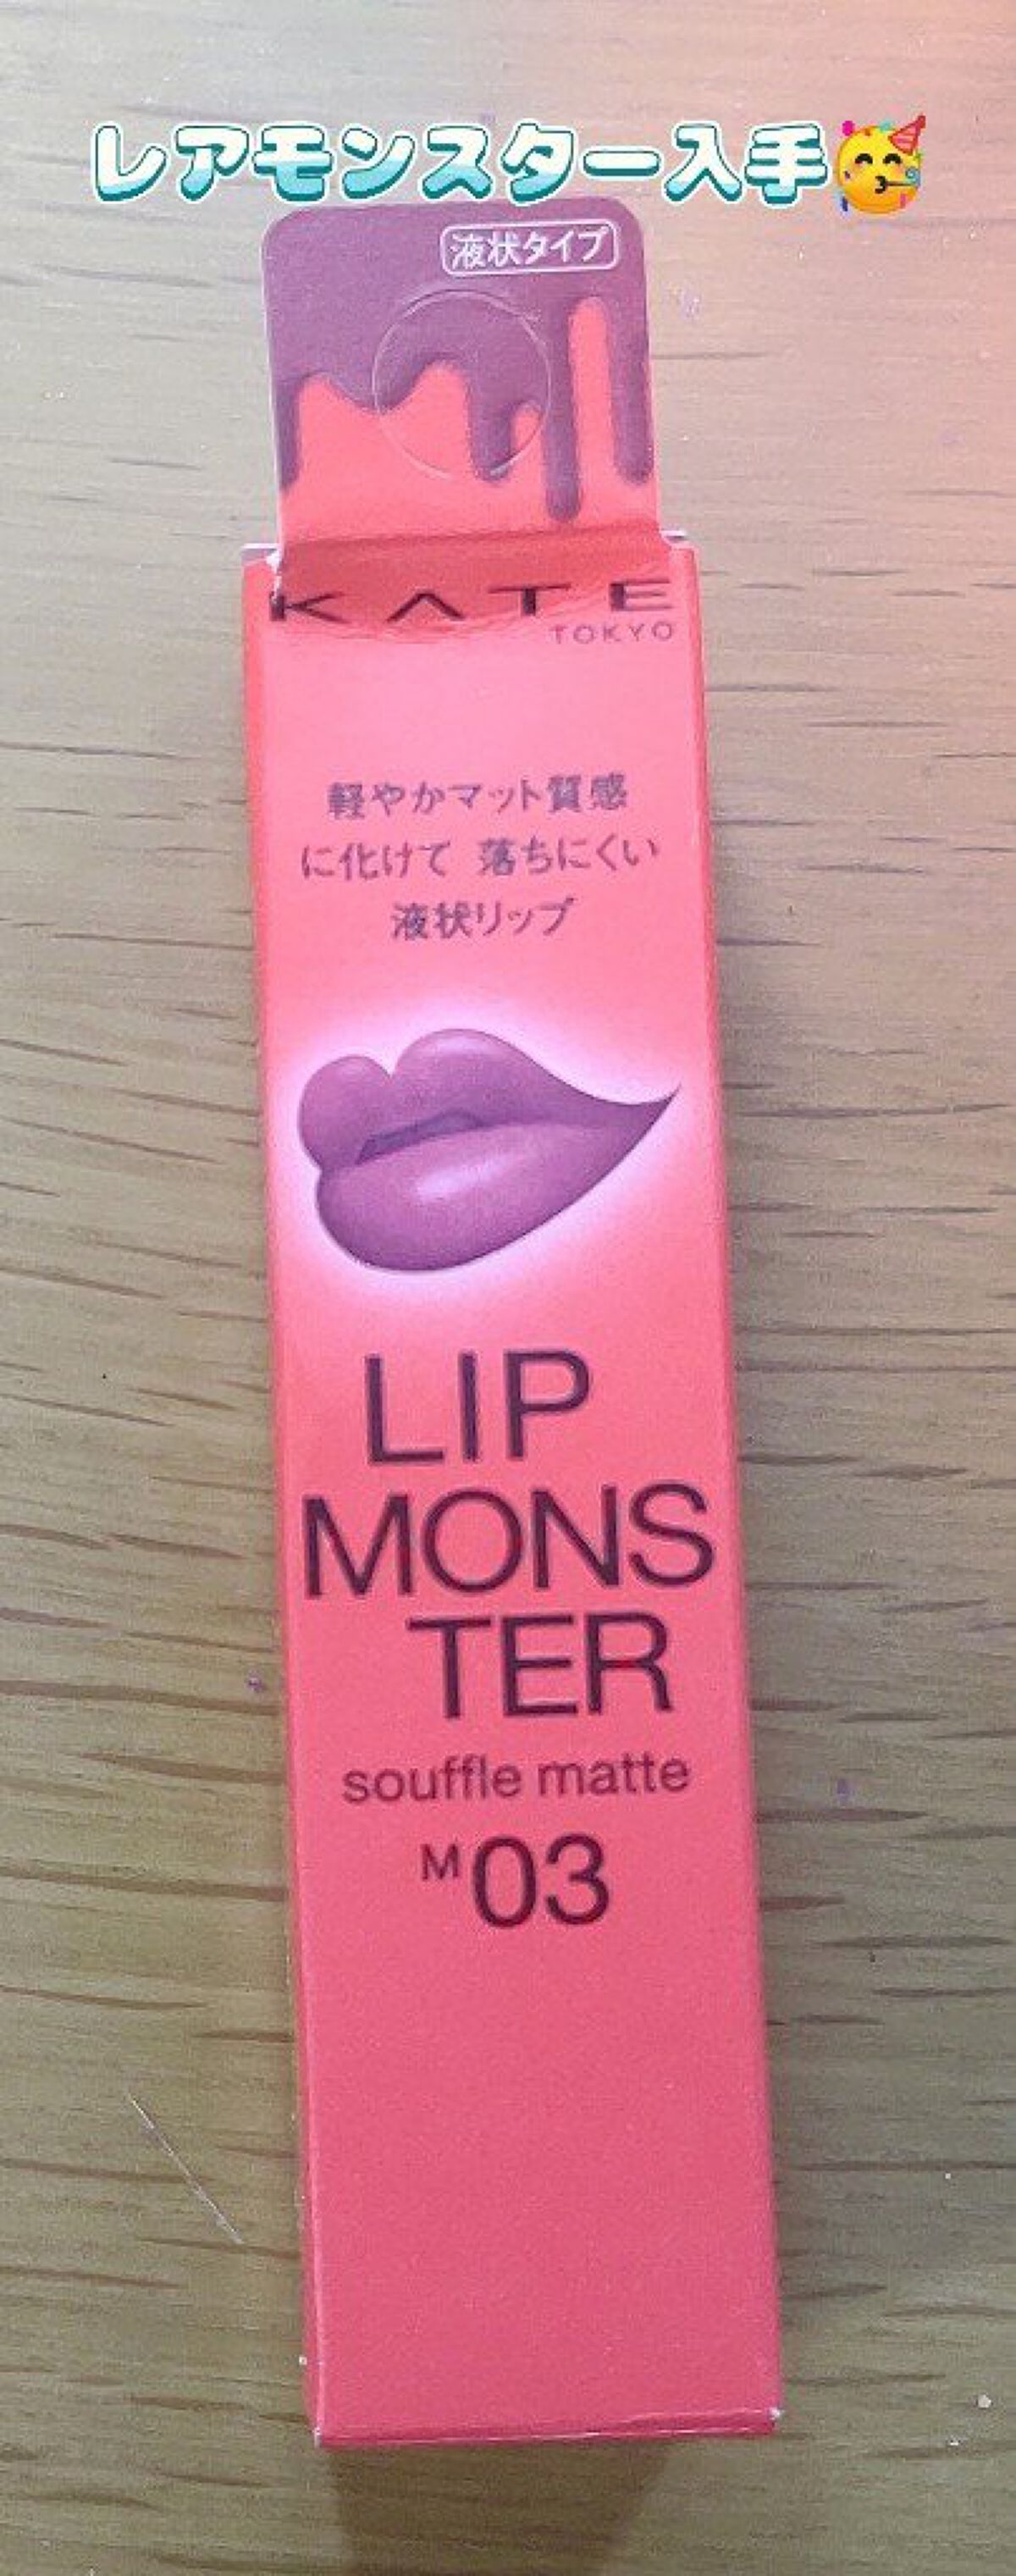 レアモンスター入手🥳
液状タイプ
KATE
TOKYO
軽やかマット質感
に化けて 落ちにくい
液状リップ
LIP
MONS
TER
souffle matte
M03